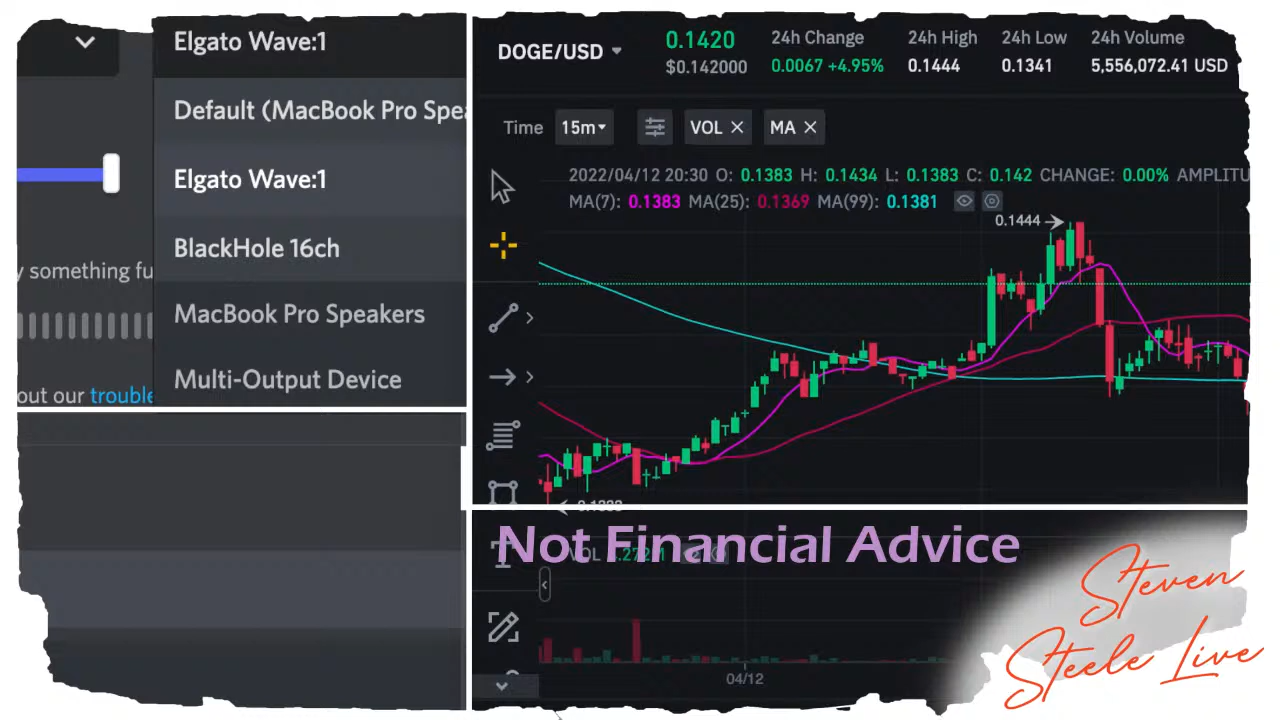 Elgato Wave:1
Default (MacBook Pro Spea
Elgato Wave:1
BlackHole 16ch
y something fu
MacBook Pro Speakers
Multi-Output Device
out our trouble
DOGE/USD
0.1420
$0.142000
24h Change
0.0067 +4.95%
24h High
0.1444
24h Low
0.1341
24h Volume
5,556,072.41 USD
Time 15m VOL MA
2022/04/12 20:30 O: 0.1383 H: 0.1434 L: 0.1383 C: 0.142 CHANGE: 0.00% AMPLITU
MA(7): 0.1383 MA(25): 0.1369 MA(99): 0.1381
0.1444
Not Financial Advice
04/12
Steven
Steele Live